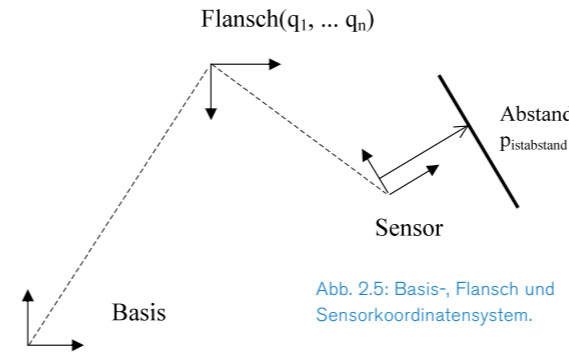 Flansch(q₁, ... qₙ)
Abstand
pᵢₛₜₐbₛₜₐₙd
Sensor
Basis
Abb. 2.5: Basis-, Flansch und
Sensorkoordinatensystem.